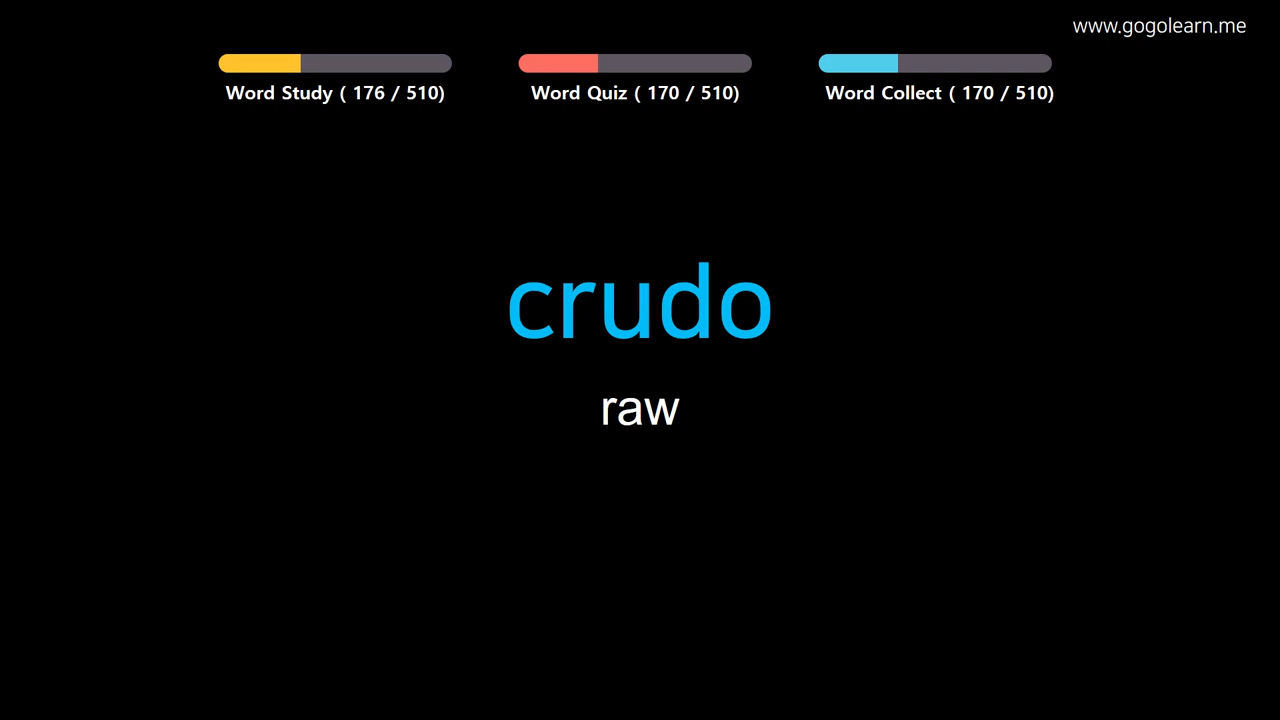 www.gogolearn.me
Word Study ( 176 / 510)
Word Quiz ( 170 / 510)
Word Collect ( 170 / 510)
crudo
raw